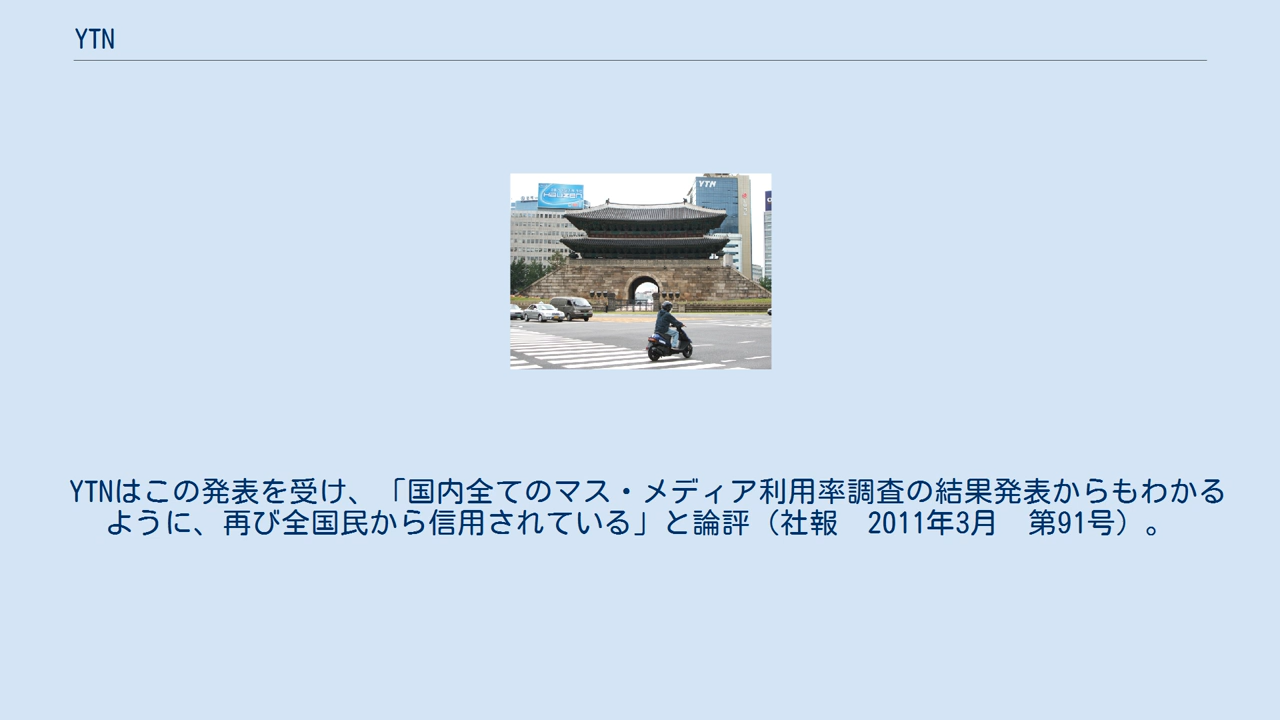 YTN
YTN
YTNはこの発表を受け、「国内全てのマス・メディア利用率調査の結果発表からもわかる
ように、再び全国民から信用されている」と論評（社報　2011年3月　第91号）。